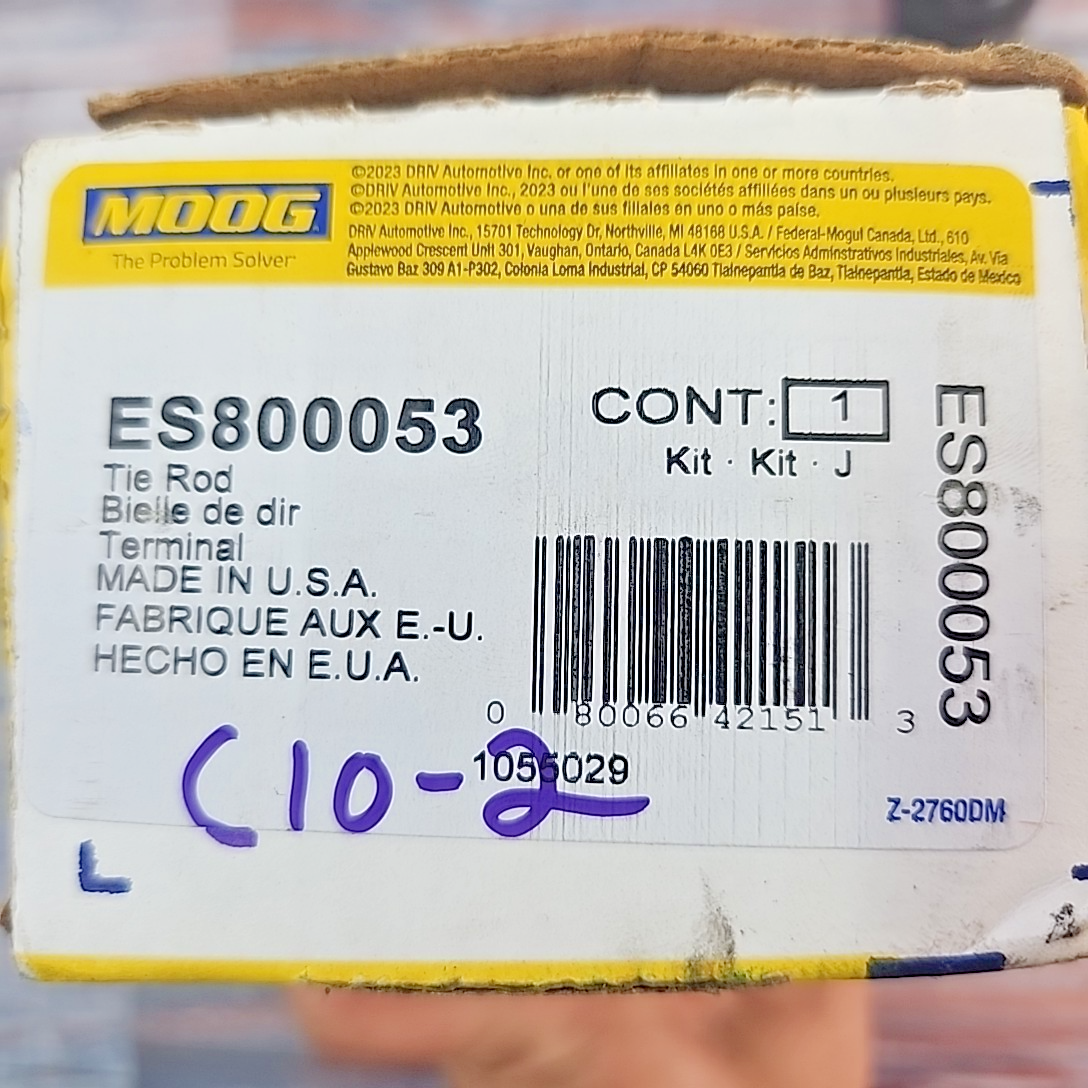 MOOG
The Problem Solver
©2023 DRiV Automotive Inc. or one of its affiliates in one or more countries.
©DRiV Automotive Inc., 2023 ou l'une de ses sociétés affiliées dans un ou plusieurs pays.
©2023 DRiV Automotive o una de sus filiales en uno o más paíse.
DRiV Automotive Inc., 15701 Technology Dr, Northville, MI 48168 U.S.A. / Federal-Mogul Canada, Ltd., 610
Applewood Crescent Unit 301, Vaughan, Ontario, Canada L4K 0E3 / Servicios Adminstrativos Industriales, Av. Vía
Gustavo Baz 309 A1-P302, Colonia Loma Industrial, CP 54060 Tlalnepantla de Baz, Tlalnepantla, Estado de Mexico
ES800053
Tie Rod
Bielle de dir
Terminal
MADE IN U.S.A.
FABRIQUE AUX E.-U.
HECHO EN E.U.A.
CONT: 1
Kit · Kit · J
ES800053
0 80066 42151 3
1055029
C10-2
Z-2760DM